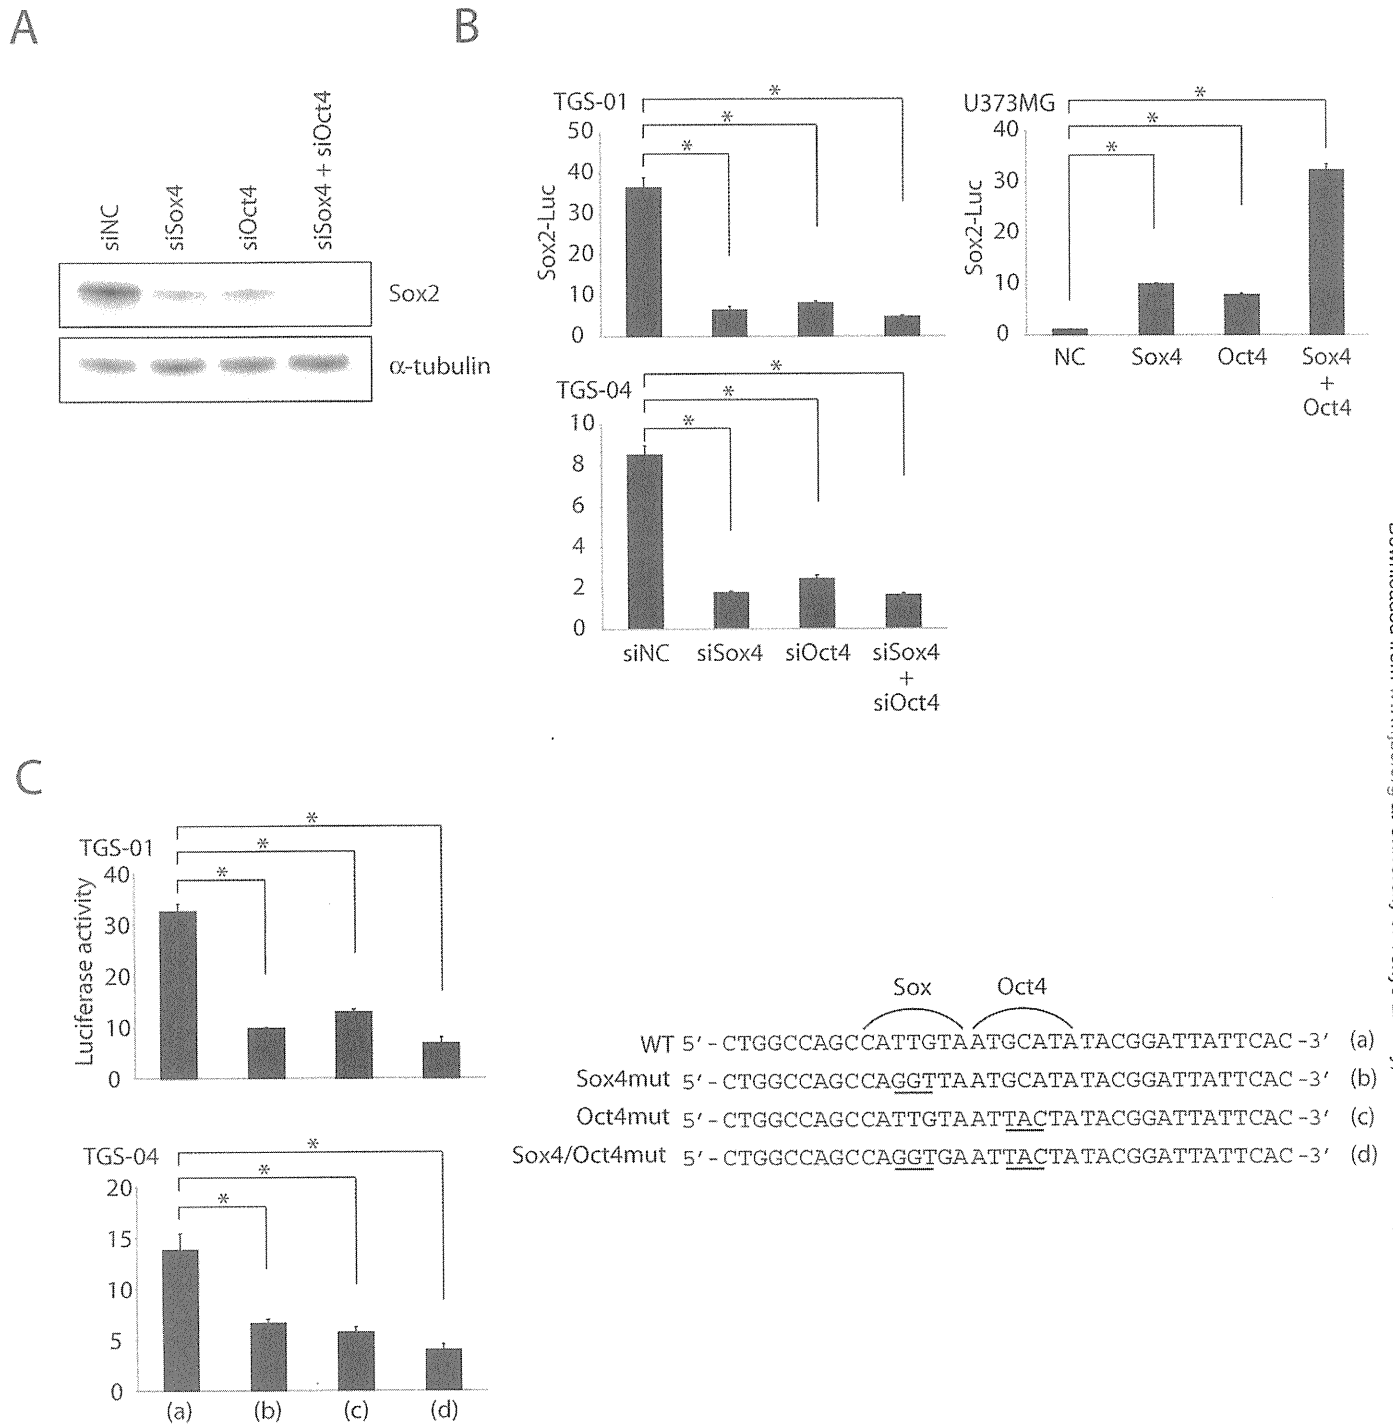 A
siNC
siSox4
siOct4
siSox4 + siOct4
Sox2
α-tubulin
B
TGS-01
Sox2-Luc
50
40
30
20
10
0
*
*
*
TGS-04
10
8
6
4
2
0
*
*
*
siNC
siSox4
siOct4
siSox4
+
siOct4
U373MG
Sox2-Luc
40
30
20
10
0
*
*
*
NC
Sox4
Oct4
Sox4
+
Oct4
C
TGS-01
Luciferase activity
40
30
20
10
0
*
*
*
TGS-04
20
15
10
5
0
*
*
*
(a)
(b)
(c)
(d)
Sox Oct4
WT 5′-CTGGCCAGCCATTGTAATGCATATACGGATTATTCAC-3′ (a)
Sox4mut 5′-CTGGCCAGCCAGGTTAATGCATATACGGATTATTCAC-3′ (b)
Oct4mut 5′-CTGGCCAGCCATTGTAATTACTATACGGATTATTCAC-3′ (c)
Sox4/Oct4mut 5′-CTGGCCAGCCAGGTGAATTACTATACGGATTATTCAC-3′ (d)